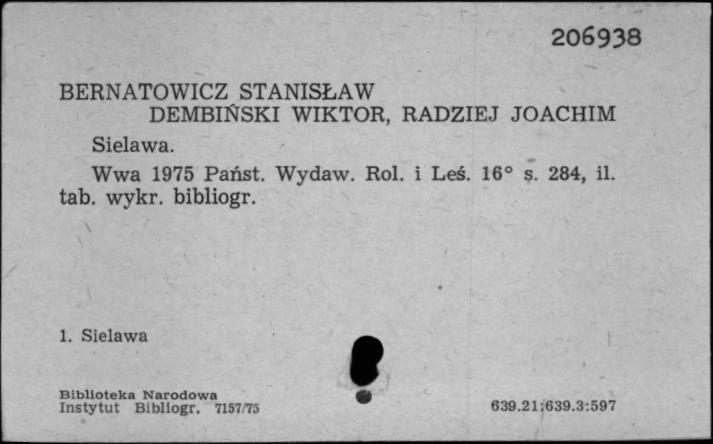 206938
BERNATOWICZ STANISŁAW
DEMBIŃSKI WIKTOR, RADZIEJ JOACHIM
Sielawa.
Wwa 1975 Państ. Wydaw. Rol. i Leś. 16° s. 284, il.
tab. wykr. bibliogr.
1. Sielawa
Biblioteka Narodowa
Instytut Bibliogr. 7157/75
639.21:639.3:597